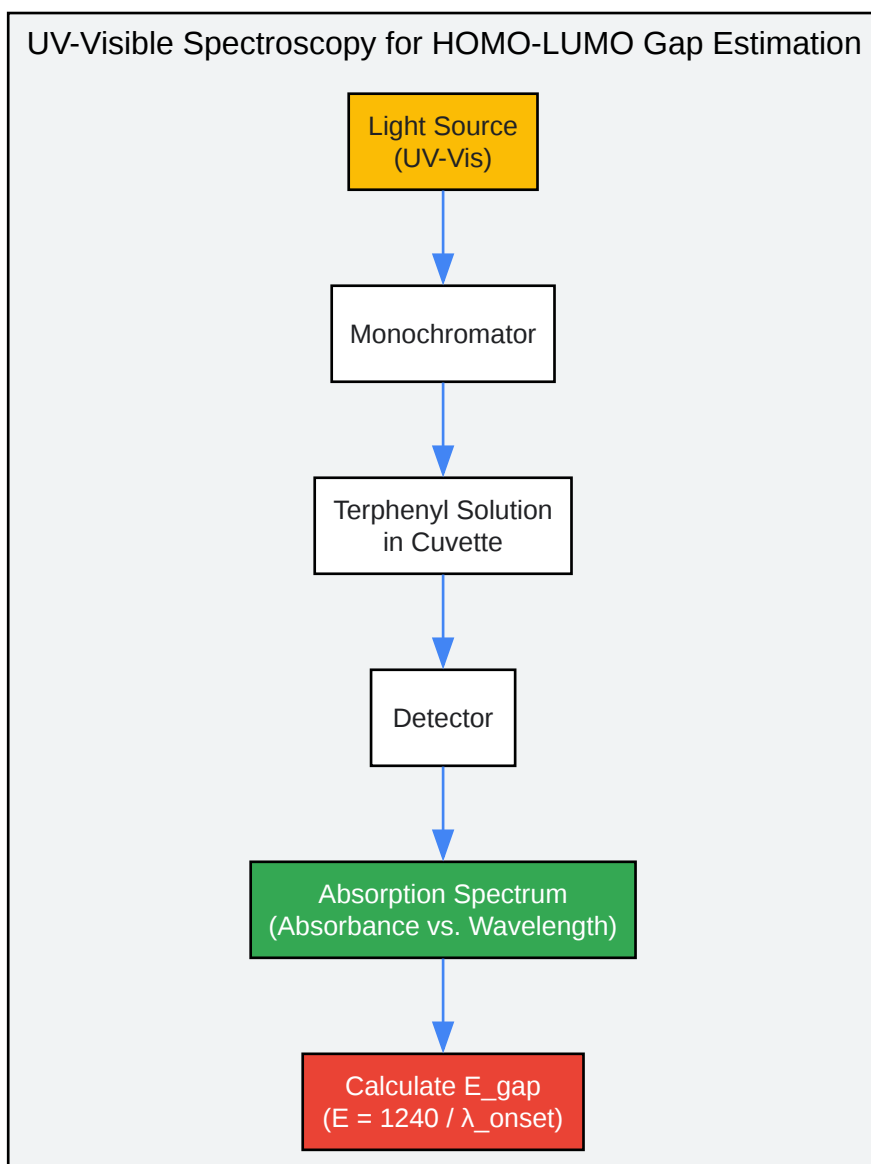 UV-Visible Spectroscopy for HOMO-LUMO Gap Estimation
Light Source
(UV-Vis)
Monochromator
Terphenyl Solution
in Cuvette
Detector
Absorption Spectrum
(Absorbance vs. Wavelength)
Calculate E_gap
(E = 1240 / λ_onset)